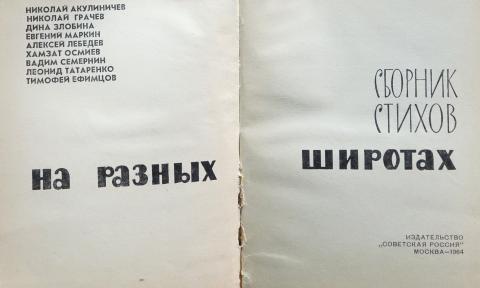 НИКОЛАЙ АКУЛИНИЧЕВ
НИКОЛАЙ ГРАЧЕВ
ДИНА ЗЛОБИНА
ЕВГЕНИЙ МАРКИН
АЛЕКСЕЙ ЛЕБЕДЕВ
ХАМЗАТ ОСМИЕВ
ВАДИМ СЕМЕРНИН
ЛЕОНИД ТАТАРЕНКО
ТИМОФЕЙ ЕФИМЦОВ
СБОРНИК
СТИХОВ
НА РАЗНЫХ ШИРОТАХ
ИЗДАТЕЛЬСТВО
„СОВЕТСКАЯ РОССИЯ"
МОСКВА—1964